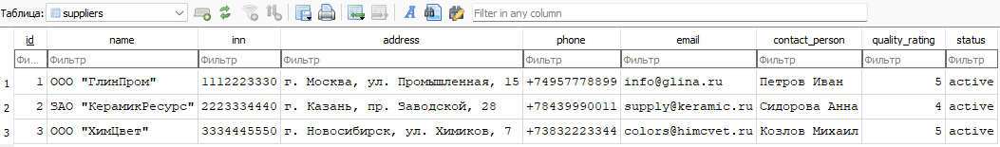 Таблица: suppliers Filter in any column
id name inn address phone email contact_person quality_rating status
Фи... Фильтр Фильтр Фильтр Фильтр Фильтр Фильтр Фильтр Фильтр
1 1 ООО "ГлинПром" 1112223330 г. Москва, ул. Промышленная, 15 +74957778899 info@glina.ru Петров Иван 5 active
2 2 ЗАО "КерамикРесурс" 2223334440 г. Казань, пр. Заводской, 28 +78439990011 supply@keramic.ru Сидорова Анна 4 active
3 3 ООО "ХимЦвет" 3334445550 г. Новосибирск, ул. Химиков, 7 +73832223344 colors@himcvet.ru Козлов Михаил 5 active